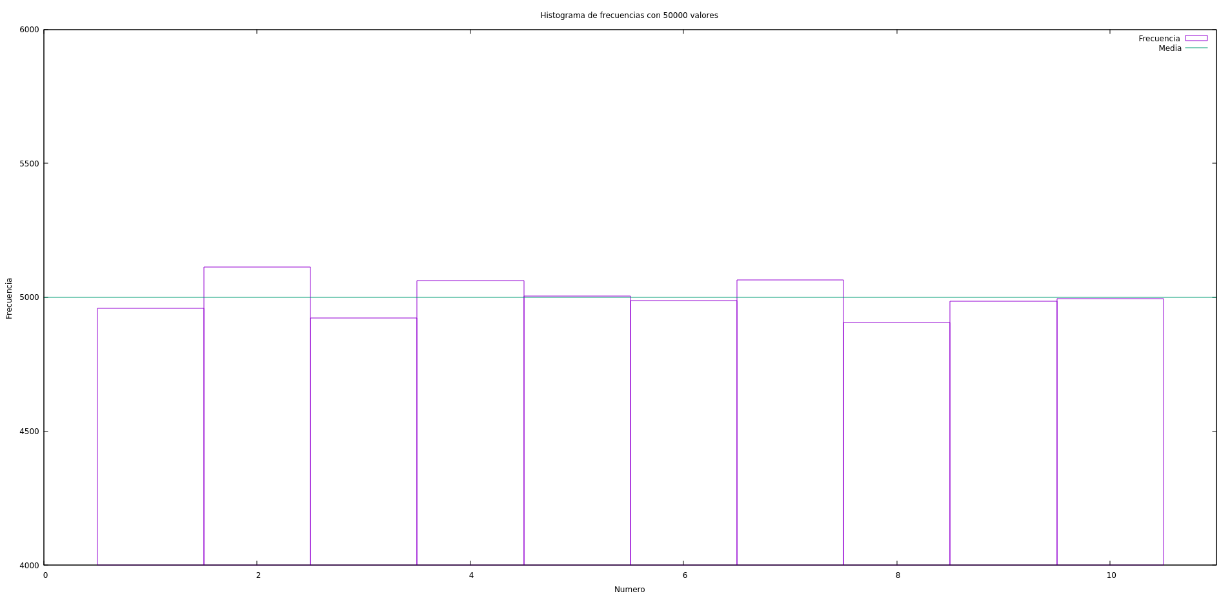 Histograma de frecuencias con 50000 valores
Frecuencia
Media
6000
5500
5000
4500
4000
Frecuencia
0 2 4 6 8 10
Numero